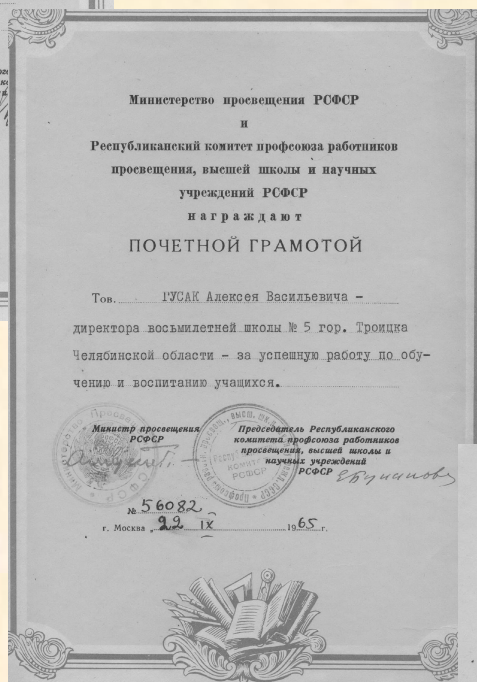 Министерство просвещения РСФСР
и
Республиканский комитет профсоюза работников
просвещения, высшей школы и научных
учреждений РСФСР
награждают
ПОЧЕТНОЙ ГРАМОТОЙ
Тов. ГУСАК Алексея Васильевича -
директора восьмилетней школы № 5 гор. Троицка
Челябинской области - за успешную работу по обу-
чению и воспитанию учащихся.
Министр просвещения
РСФСР
Председатель Республиканского
комитета профсоюза работников
просвещения, высшей школы и
научных учреждений
РСФСР
№ 56082
г. Москва „22 IX 1965 г.